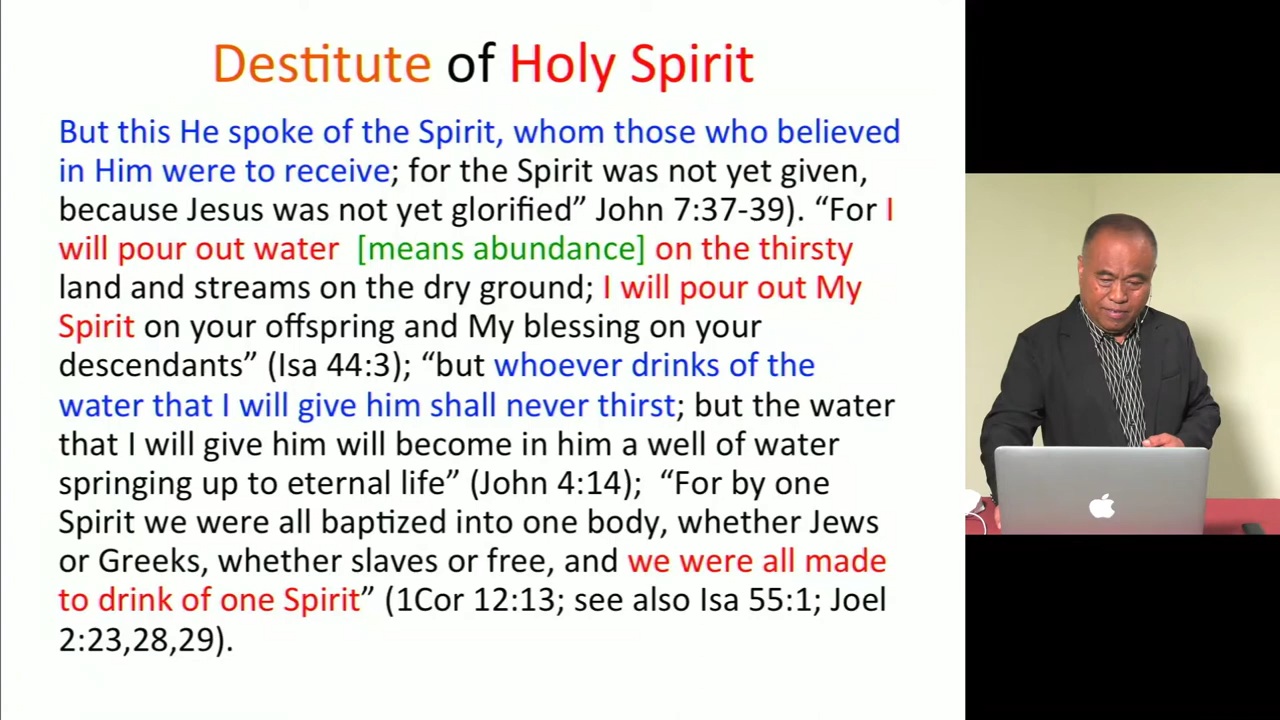 Destitute of Holy Spirit
But this He spoke of the Spirit, whom those who believed
in Him were to receive; for the Spirit was not yet given,
because Jesus was not yet glorified” John 7:37-39). “For I
will pour out water [means abundance] on the thirsty
land and streams on the dry ground; I will pour out My
Spirit on your offspring and My blessing on your
descendants” (Isa 44:3); “but whoever drinks of the
water that I will give him shall never thirst; but the water
that I will give him will become in him a well of water
springing up to eternal life” (John 4:14); “For by one
Spirit we were all baptized into one body, whether Jews
or Greeks, whether slaves or free, and we were all made
to drink of one Spirit” (1Cor 12:13; see also Isa 55:1; Joel
2:23,28,29).